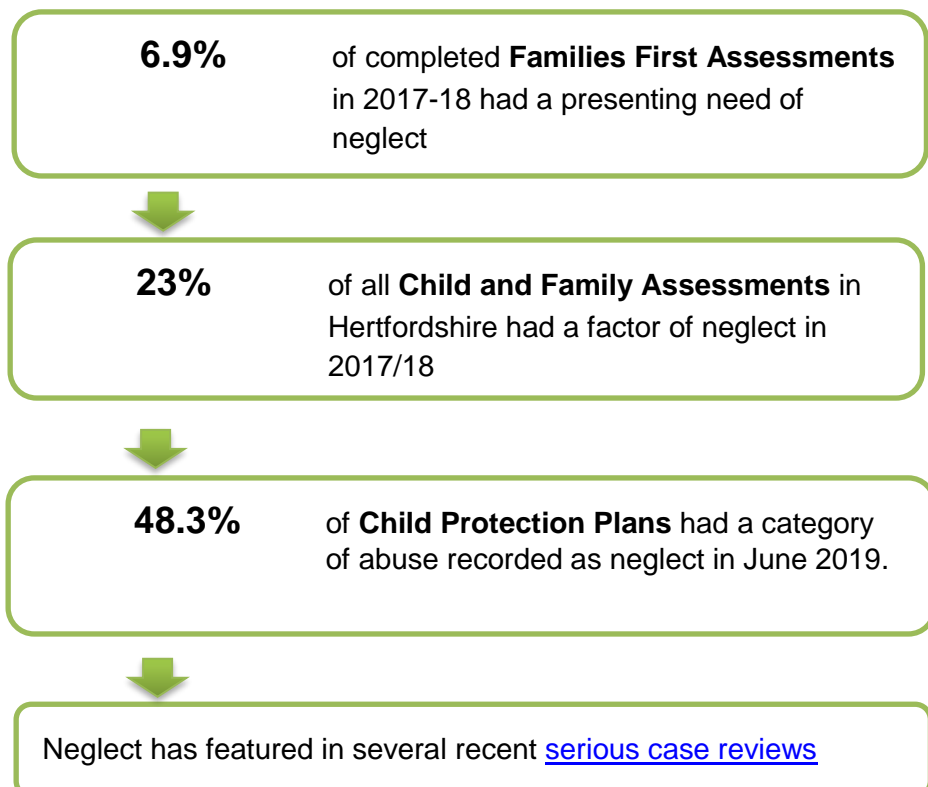 6.9% of completed Families First Assessments
in 2017-18 had a presenting need of
neglect
23% of all Child and Family Assessments in
Hertfordshire had a factor of neglect in
2017/18
48.3% of Child Protection Plans had a category
of abuse recorded as neglect in June 2019.
Neglect has featured in several recent serious case reviews